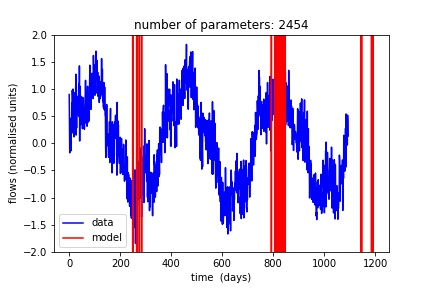 number of parameters: 2454
2.0
1.5
1.0
0.5
0.0
−0.5
−1.0
−1.5
−2.0
flows (normalised units)
data
model
0 200 400 600 800 1000 1200
time (days)